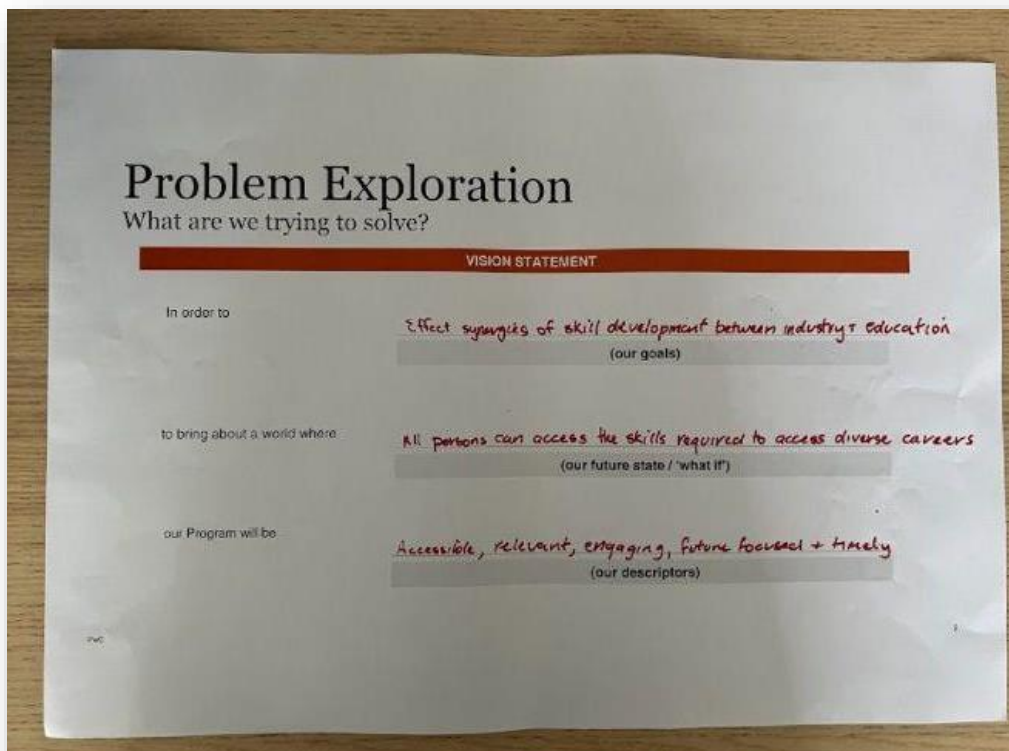 Problem Exploration
What are we trying to solve?
VISION STATEMENT
In order to
Effect synergies of skill development between industry + education
(our goals)
to bring about a world where
All persons can access the skills required to access diverse careers
(our future state / 'what if')
our Program will be
Accessible, relevant, engaging, future focused + timely
(our descriptors)
PwC